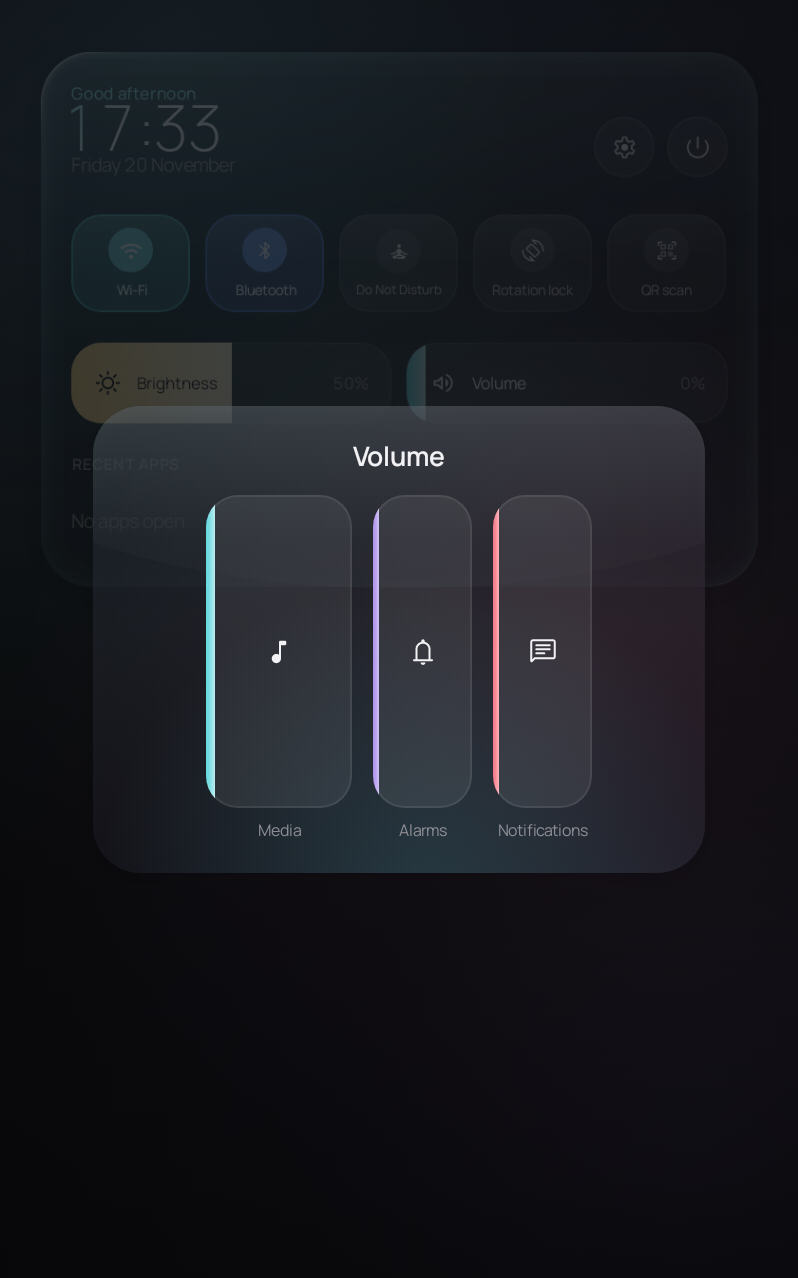 Good afternoon
17:33
Friday 20 November
Wi-Fi
Bluetooth
Do Not Disturb
Rotation lock
QR scan
Brightness
50%
Volume
0%
RECENT APPS
No apps open
Volume
Media
Alarms
Notifications